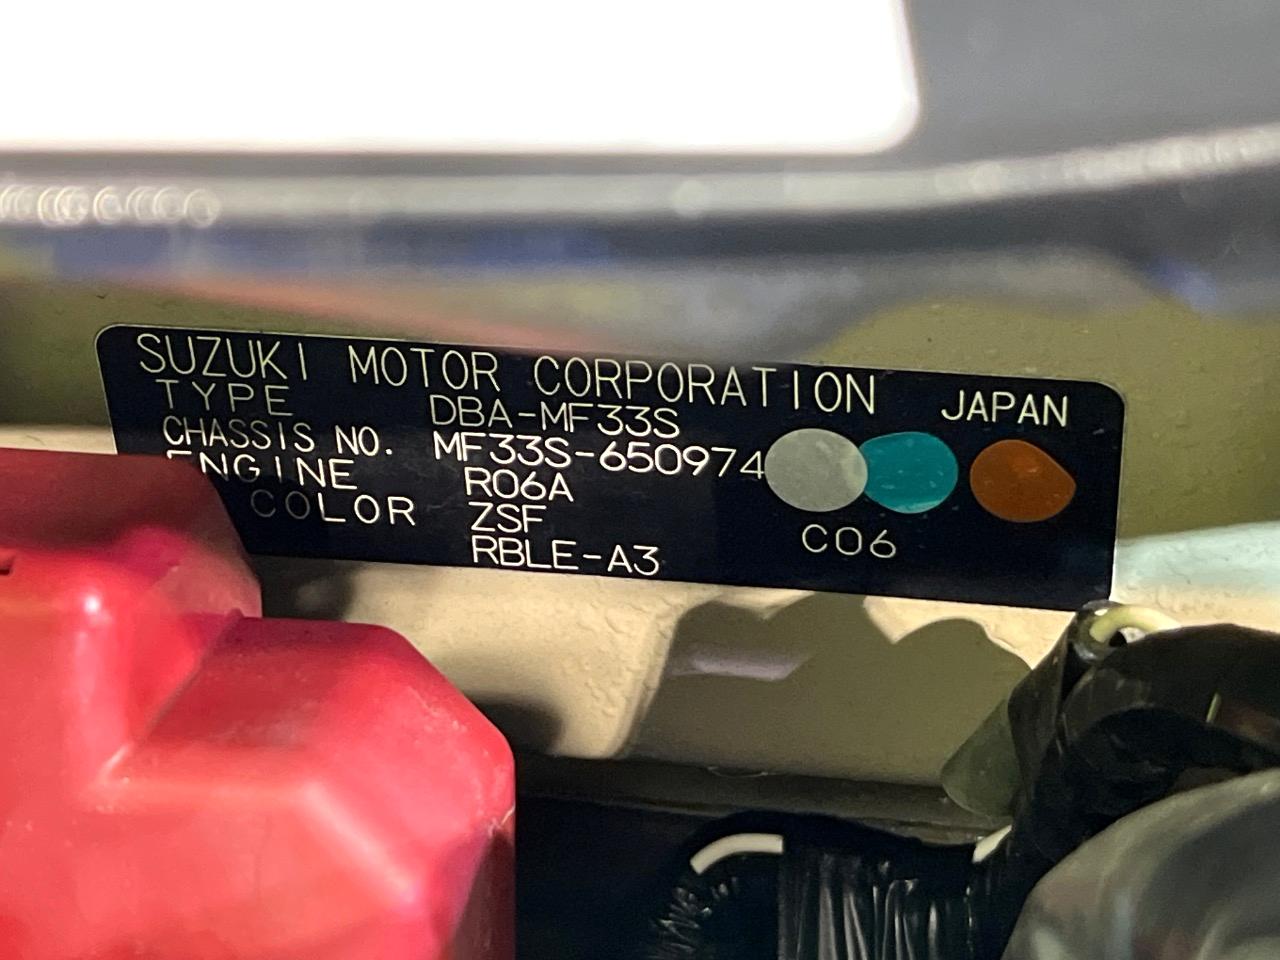 SUZUKI MOTOR CORPORATION JAPAN
TYPE DBA-MF33S
CHASSIS NO. MF33S-650974
ENGINE R06A
COLOR ZSF C06
RBLE-A3